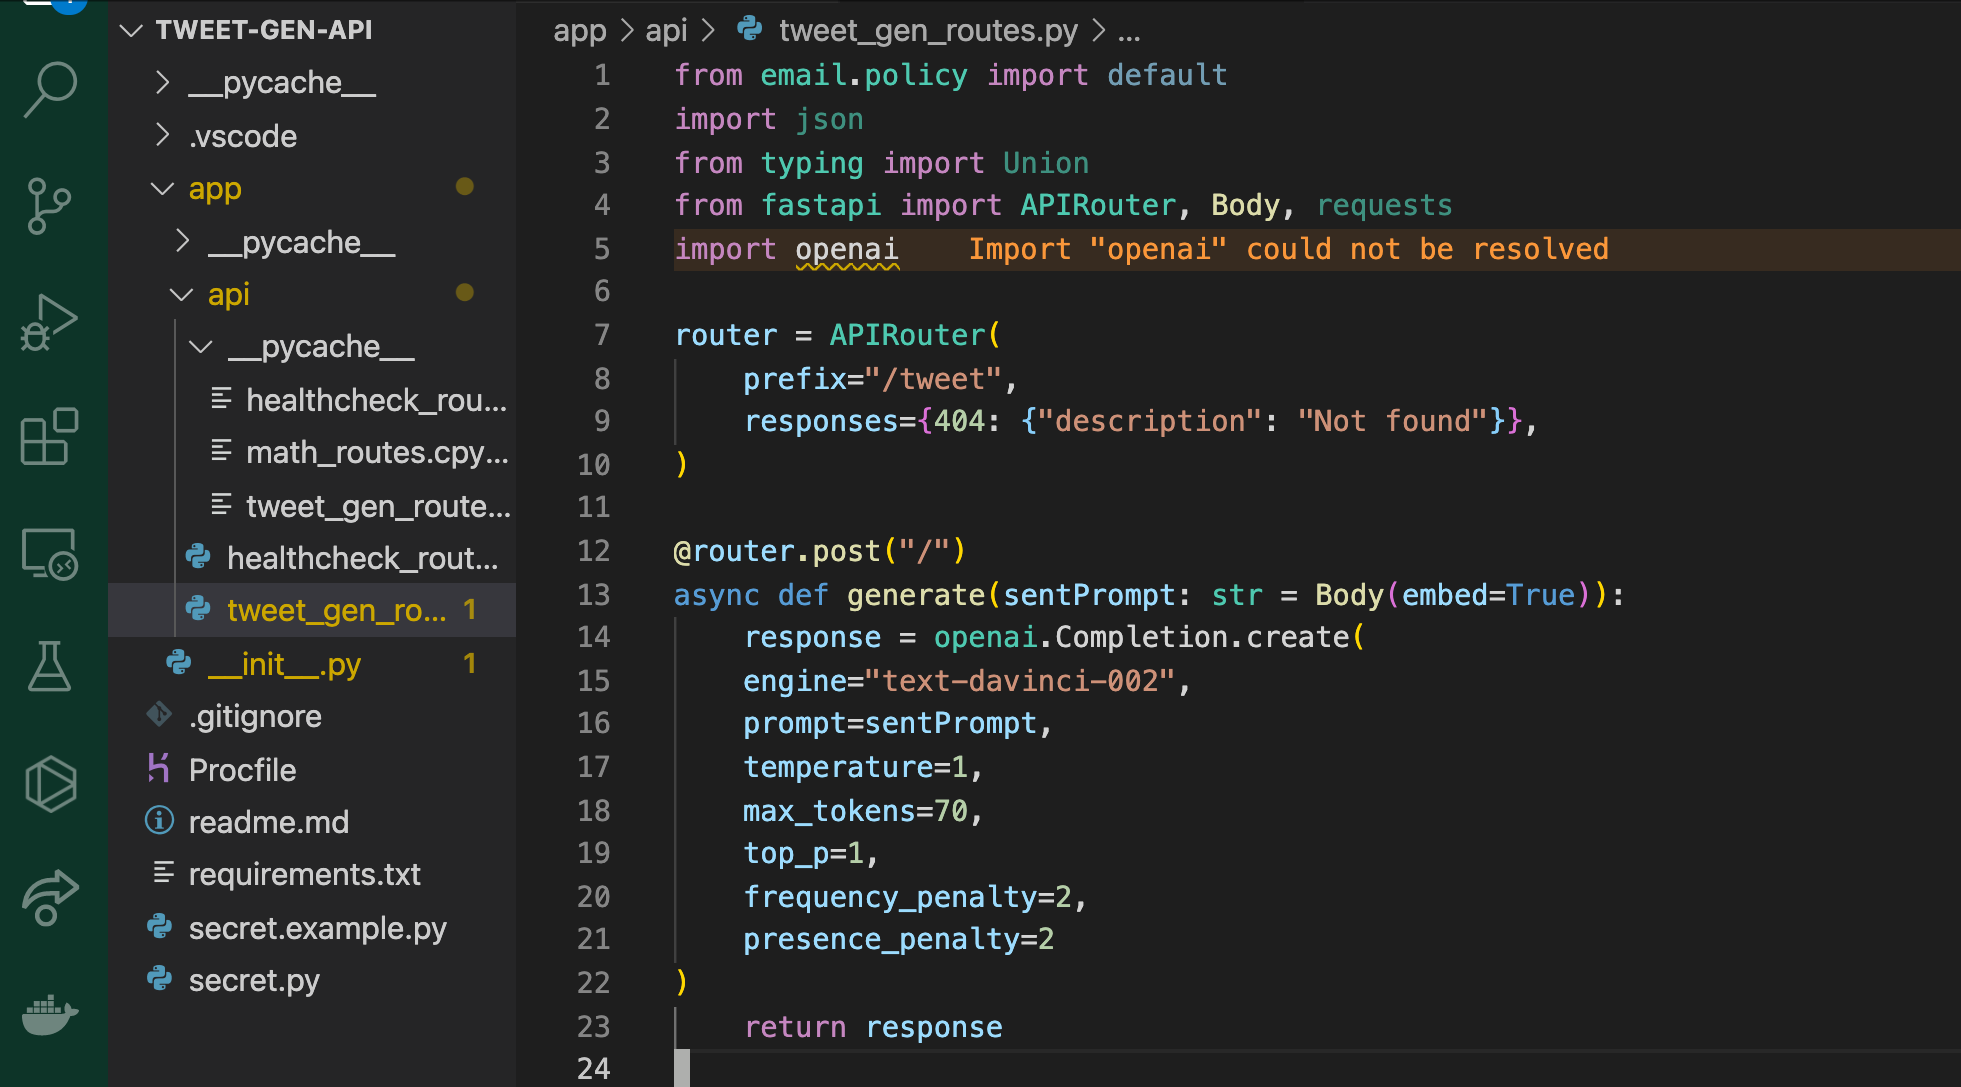 TWEET-GEN-API
__pycache__
.vscode
app
__pycache__
api
__pycache__
healthcheck_rou...
math_routes.cpy...
tweet_gen_route...
healthcheck_rout...
tweet_gen_ro... 1
__init__.py 1
.gitignore
Procfile
readme.md
requirements.txt
secret.example.py
secret.py
app > api > tweet_gen_routes.py > ...
1 from email.policy import default
2 import json
3 from typing import Union
4 from fastapi import APIRouter, Body, requests
5 import openai    Import "openai" could not be resolved
6
7 router = APIRouter(
8     prefix="/tweet",
9     responses={404: {"description": "Not found"}},
10 )
11
12 @router.post("/")
13 async def generate(sentPrompt: str = Body(embed=True)):
14     response = openai.Completion.create(
15     engine="text-davinci-002",
16     prompt=sentPrompt,
17     temperature=1,
18     max_tokens=70,
19     top_p=1,
20     frequency_penalty=2,
21     presence_penalty=2
22 )
23     return response
24